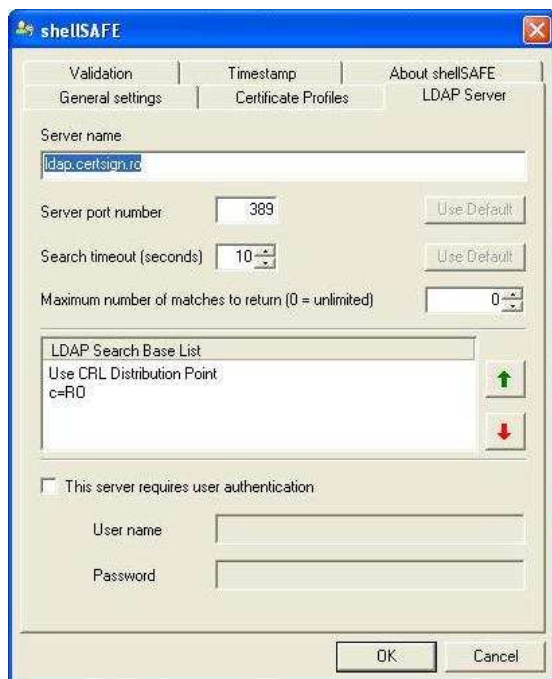 shellSAFE
Validation Timestamp About shellSAFE
General settings Certificate Profiles LDAP Server
Server name
ldap.certsign.ro
Server port number 389 Use Default
Search timeout (seconds) 10 Use Default
Maximum number of matches to return (0 = unlimited) 0
LDAP Search Base List
Use CRL Distribution Point
c=RO
This server requires user authentication
User name
Password
OK Cancel